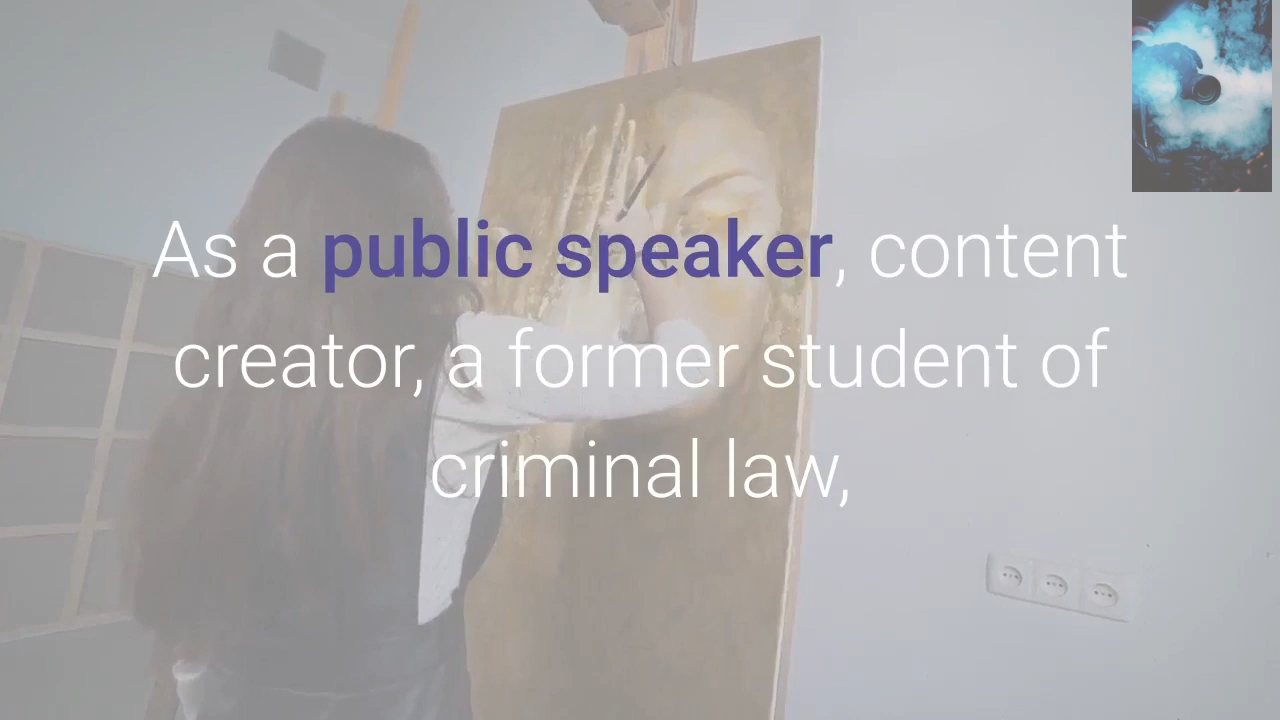 As a public speaker, content
creator, a former student of
criminal law,